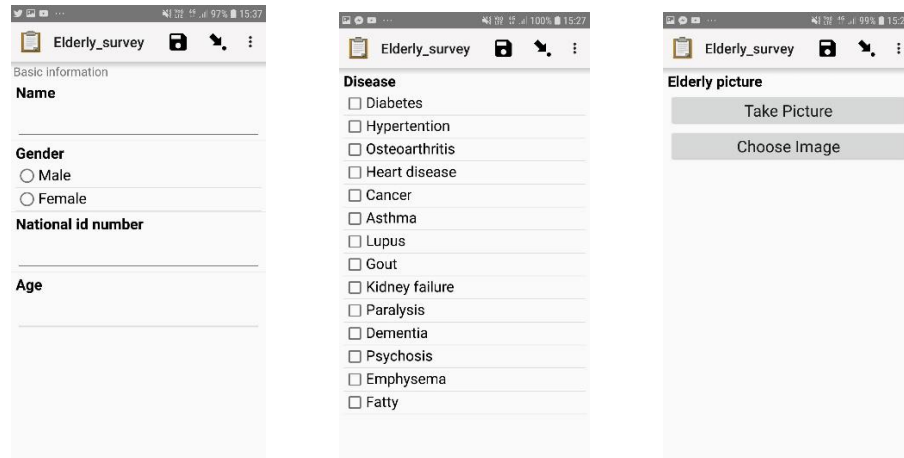 97% 15:37
Elderly_survey
Basic information
Name
Gender
Male
Female
National id number
Age
100% 15:27
Elderly_survey
Disease
Diabetes
Hypertention
Osteoarthritis
Heart disease
Cancer
Asthma
Lupus
Gout
Kidney failure
Paralysis
Dementia
Psychosis
Emphysema
Fatty
99% 15:2
Elderly_survey
Elderly picture
Take Picture
Choose Image